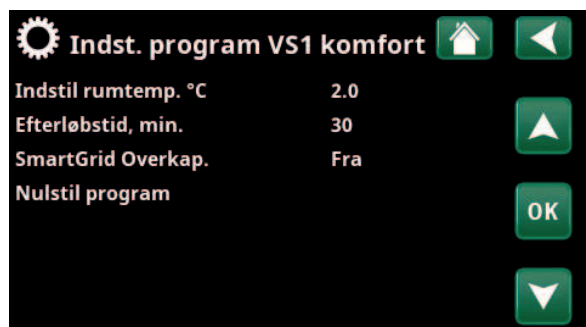 Indst. program VS1 komfort
Indstil rumtemp. °C 2.0
Efterløbstid, min. 30
SmartGrid Overkap. Fra
Nulstil program
OK